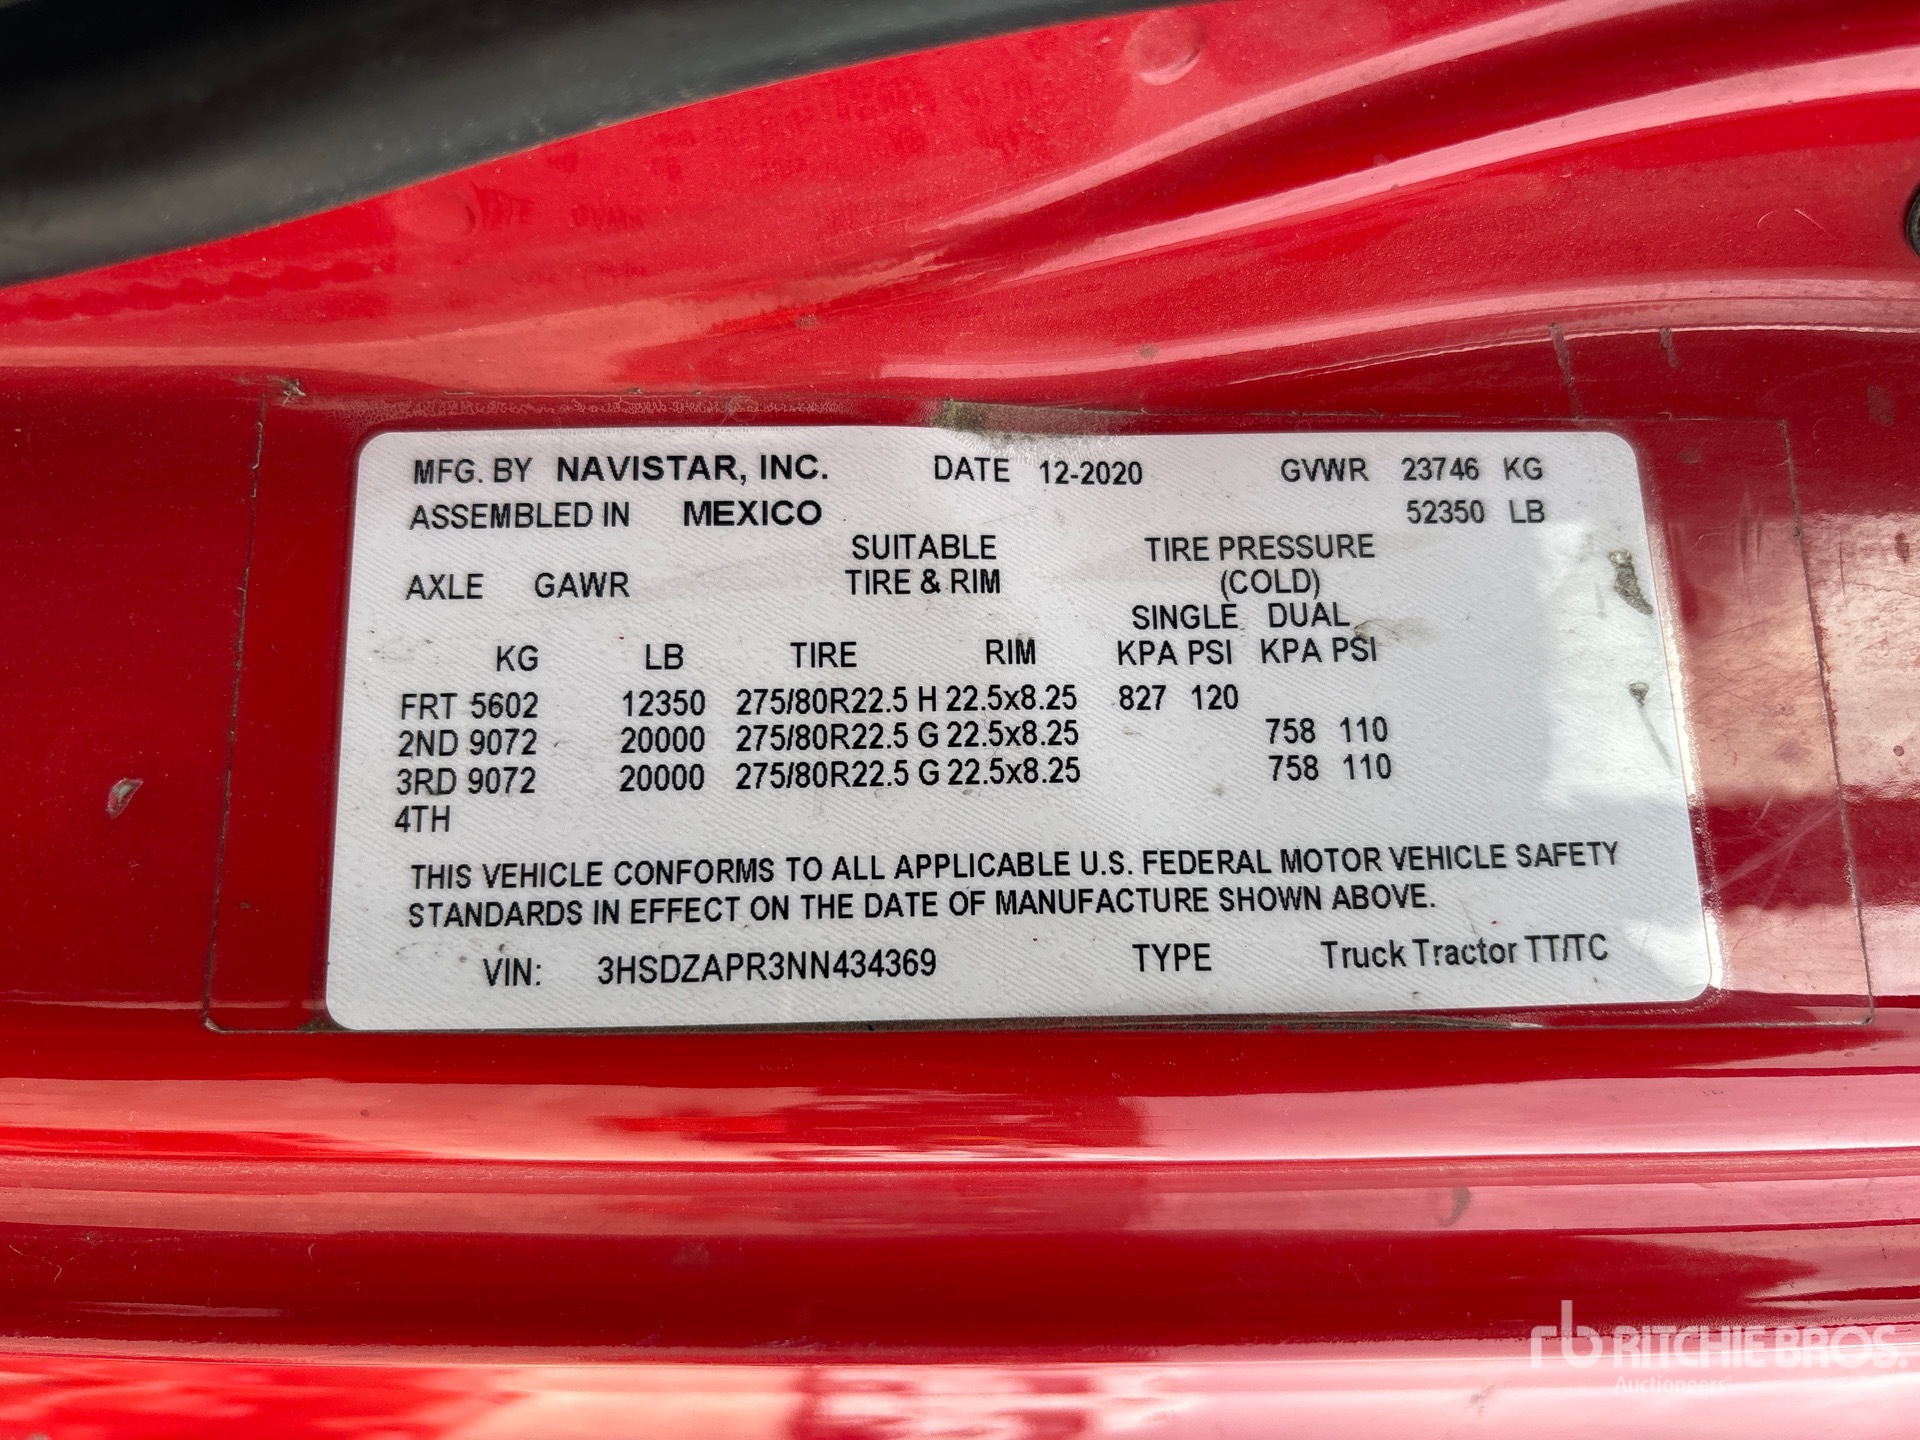 MFG. BY NAVISTAR, INC. DATE 12-2020 GVWR 23746 KG
ASSEMBLED IN MEXICO 52350 LB
SUITABLE TIRE PRESSURE
AXLE GAWR TIRE & RIM (COLD)
SINGLE DUAL
KG LB TIRE RIM KPA PSI KPA PSI
FRT 5602 12350 275/80R22.5 H 22.5x8.25 827 120
2ND 9072 20000 275/80R22.5 G 22.5x8.25 758 110
3RD 9072 20000 275/80R22.5 G 22.5x8.25 758 110
4TH
THIS VEHICLE CONFORMS TO ALL APPLICABLE U.S. FEDERAL MOTOR VEHICLE SAFETY
STANDARDS IN EFFECT ON THE DATE OF MANUFACTURE SHOWN ABOVE.
VIN: 3HSDZAPR3NN434369 TYPE Truck Tractor TT/TC
rb RITCHIE BROS.
Auctioneers